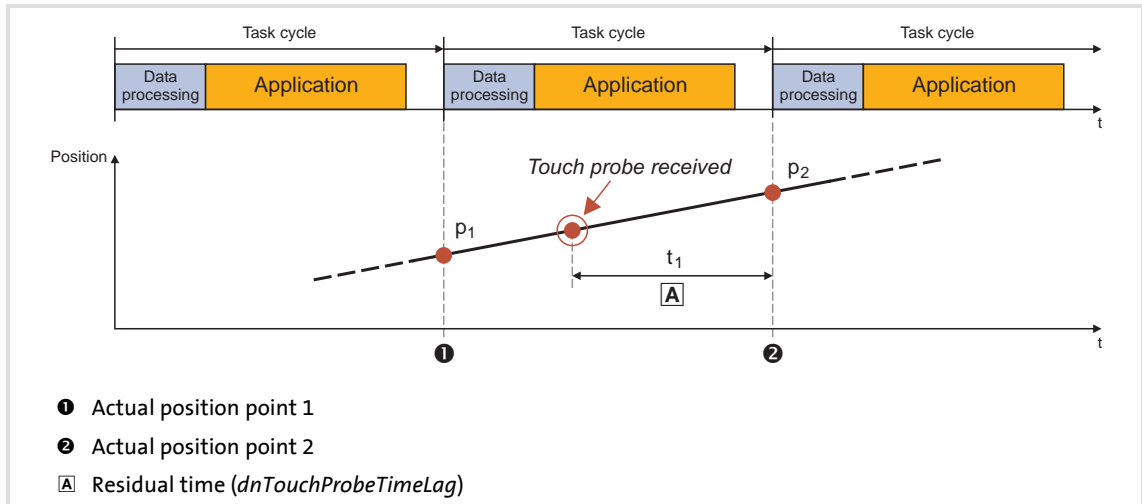 Task cycle Task cycle Task cycle
Data processing Application Data processing Application Data processing Application
t
Position
Touch probe received
p1
p2
t1
A
t
❶ ❷
❶ Actual position point 1
❷ Actual position point 2
A Residual time (dnTouchProbeTimeLag)